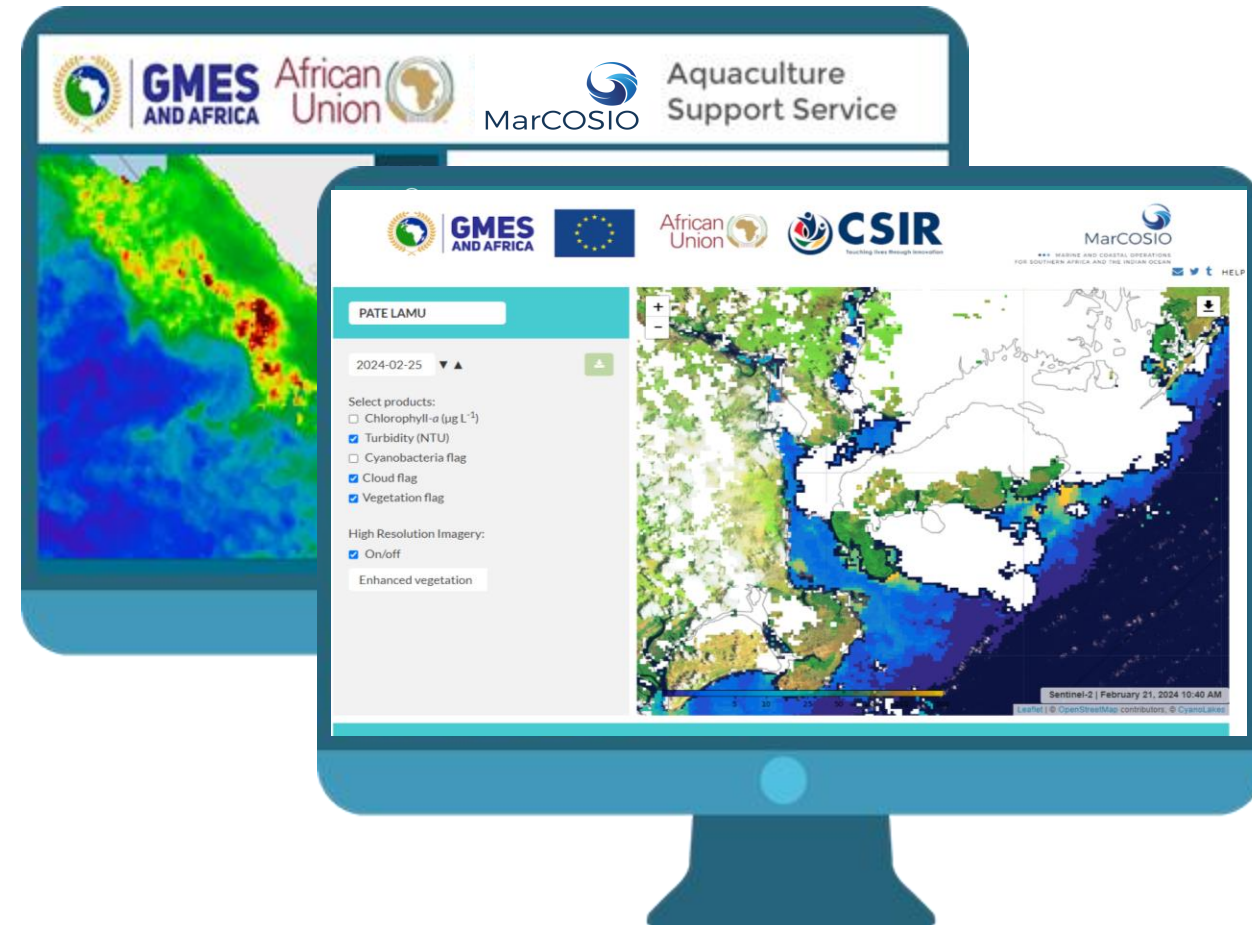 GMES
AND AFRICA
African
Union
MarCOSIO
Aquaculture
Support Service
GMES
AND AFRICA
African
Union
CSIR
Touching lives through innovation
MarCOSIO
MARINE AND COASTAL OPERATIONS
FOR SOUTHERN AFRICA AND THE INDIAN OCEAN
HELP
PATE LAMU
2024-02-25 ▼ ▲
Select products:
Chlorophyll-a (µg L⁻¹)
Turbidity (NTU)
Cyanobacteria flag
Cloud flag
Vegetation flag
High Resolution Imagery:
On/off
Enhanced vegetation
+
−
5 10 25 50
Sentinel-2 | February 21, 2024 10:40 AM
Leaflet | © OpenStreetMap contributors, © CyanoLakes